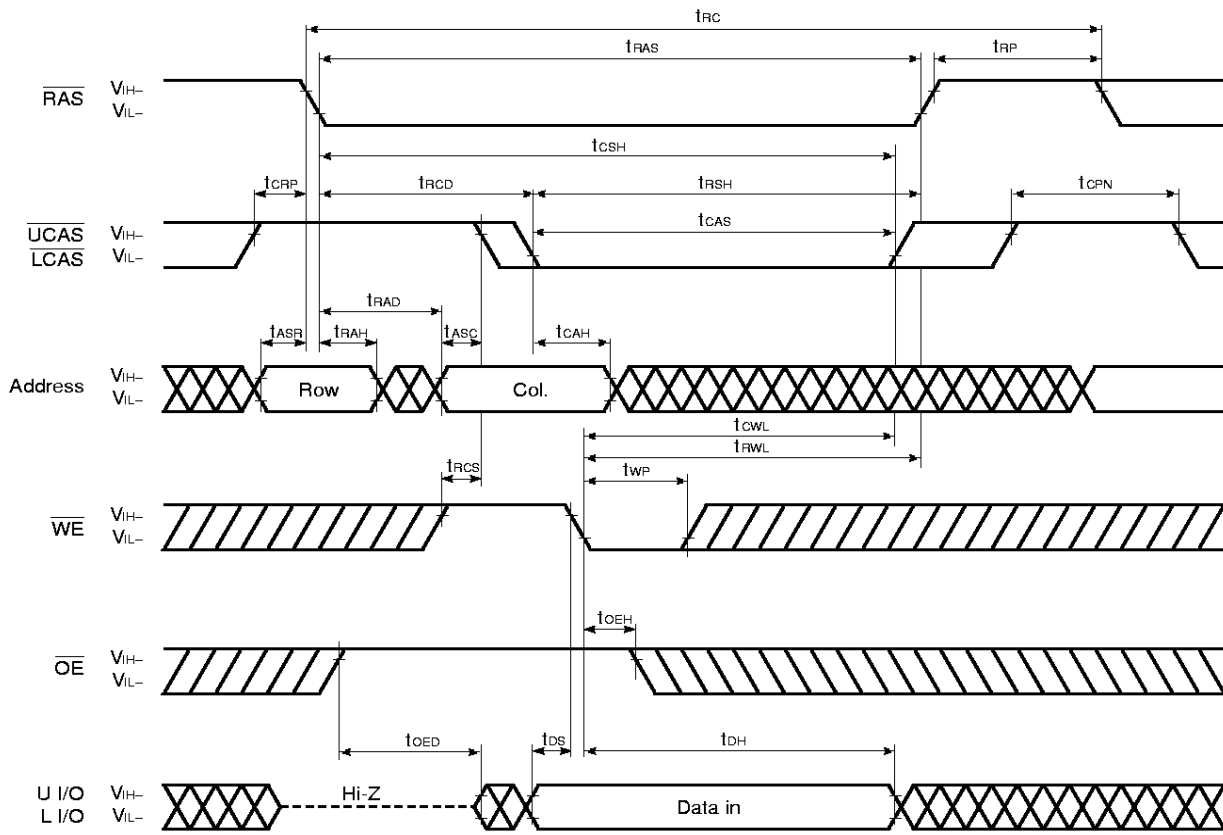 tRC
tRAS
tRP
RAS
VIH–
VIL–
tCSH
tCRP
tRCD
tRSH
tCPN
UCAS
LCAS
VIH–
VIL–
tCAS
tRAD
tASR
tRAH
tASC
tCAH
Address
VIH–
VIL–
Row
Col.
tCWL
tRWL
tRCS
tWP
WE
VIH–
VIL–
tOEH
OE
VIH–
VIL–
tOED
tDS
tDH
U I/O
L I/O
VIH–
VIL–
Hi-Z
Data in